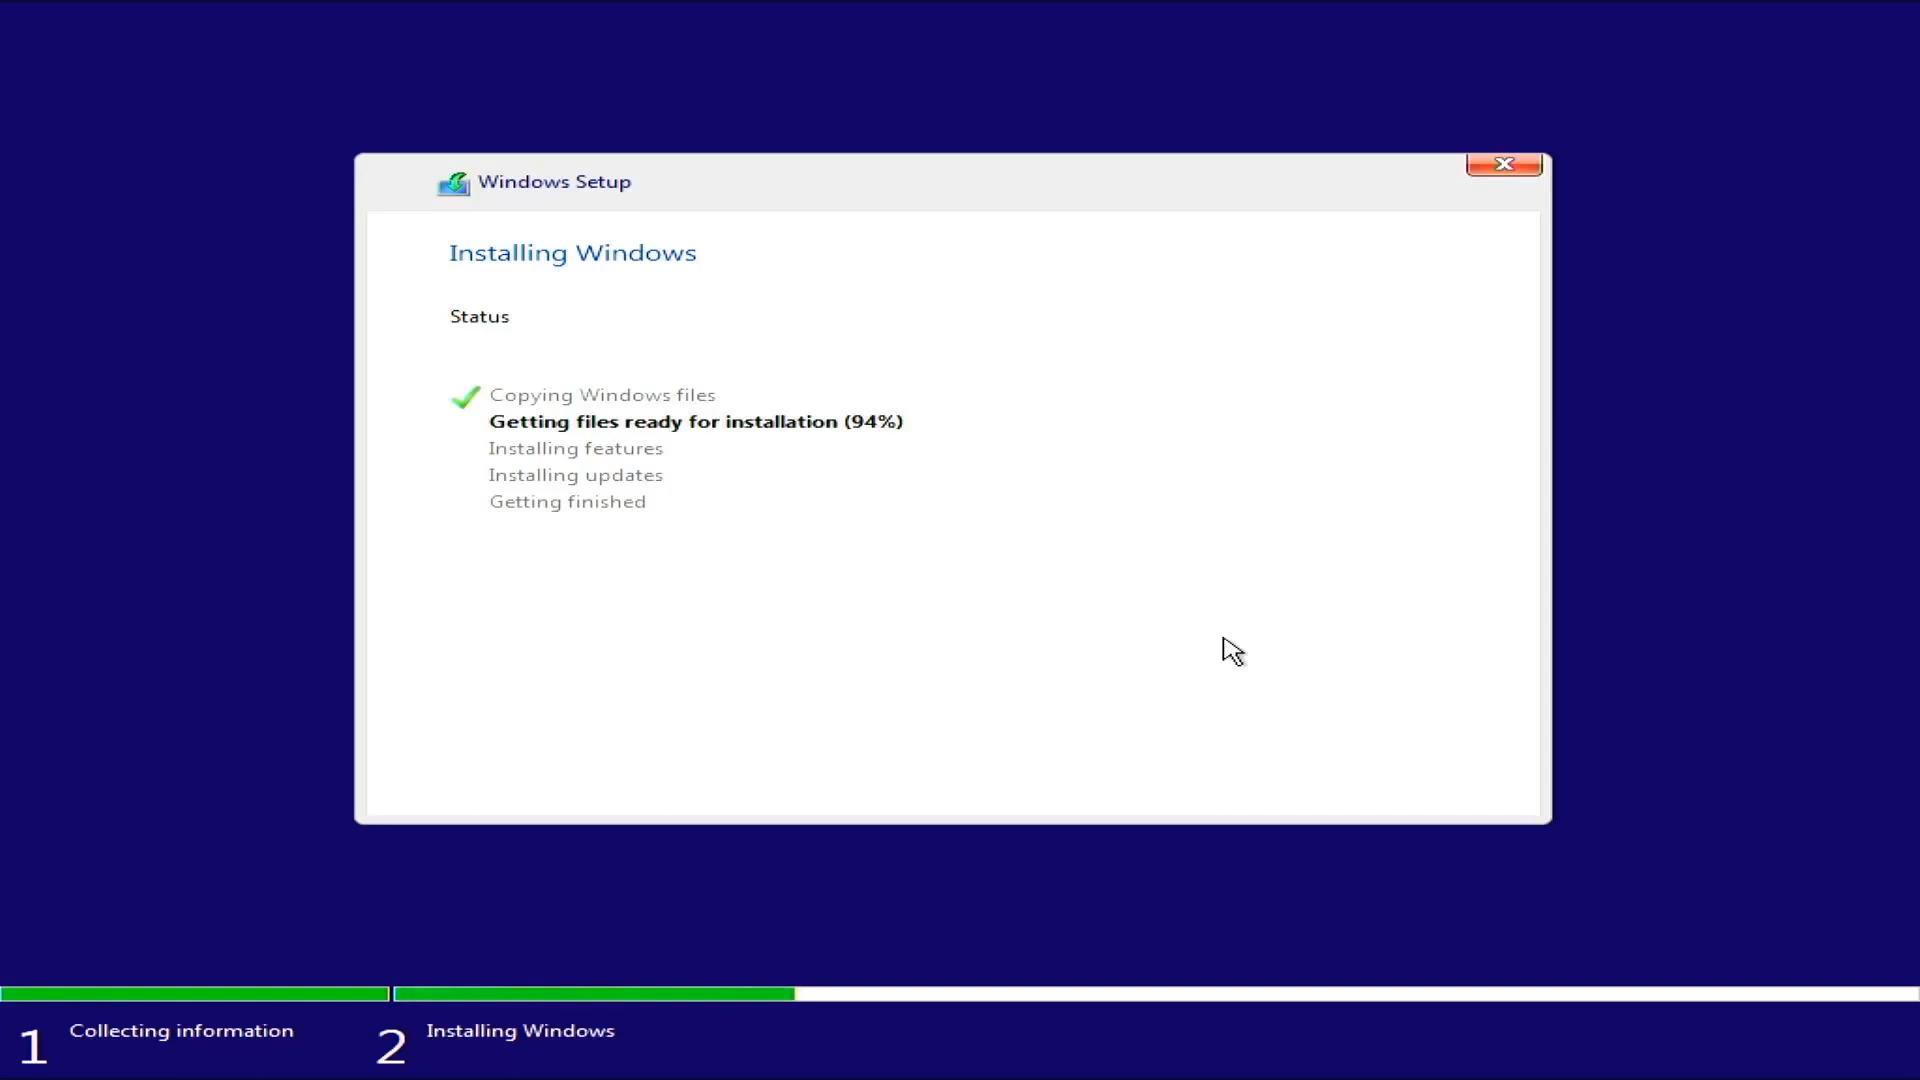 Windows Setup
Installing Windows
Status
Copying Windows files
Getting files ready for installation (94%)
Installing features
Installing updates
Getting finished
1 Collecting information
2 Installing Windows